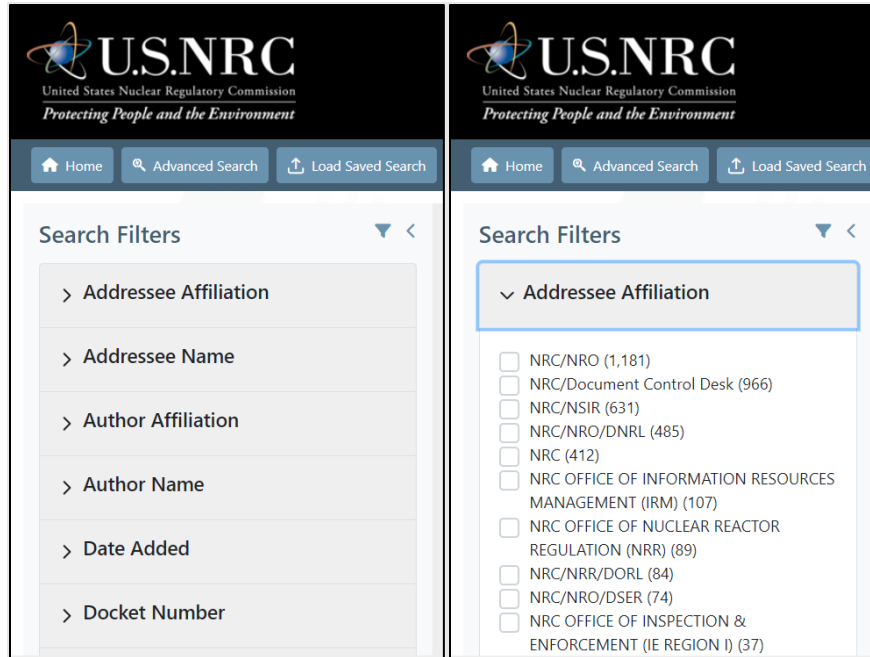 U.S.NRC
United States Nuclear Regulatory Commission
Protecting People and the Environment
Home
Advanced Search
Load Saved Search
Search Filters
Addressee Affiliation
Addressee Name
Author Affiliation
Author Name
Date Added
Docket Number
U.S.NRC
United States Nuclear Regulatory Commission
Protecting People and the Environment
Home
Advanced Search
Load Saved Search
Search Filters
Addressee Affiliation
NRC/NRO (1,181)
NRC/Document Control Desk (966)
NRC/NSIR (631)
NRC/NRO/DNRL (485)
NRC (412)
NRC OFFICE OF INFORMATION RESOURCES
MANAGEMENT (IRM) (107)
NRC OFFICE OF NUCLEAR REACTOR
REGULATION (NRR) (89)
NRC/NRR/DORL (84)
NRC/NRO/DSER (74)
NRC OFFICE OF INSPECTION &
ENFORCEMENT (IE REGION I) (37)